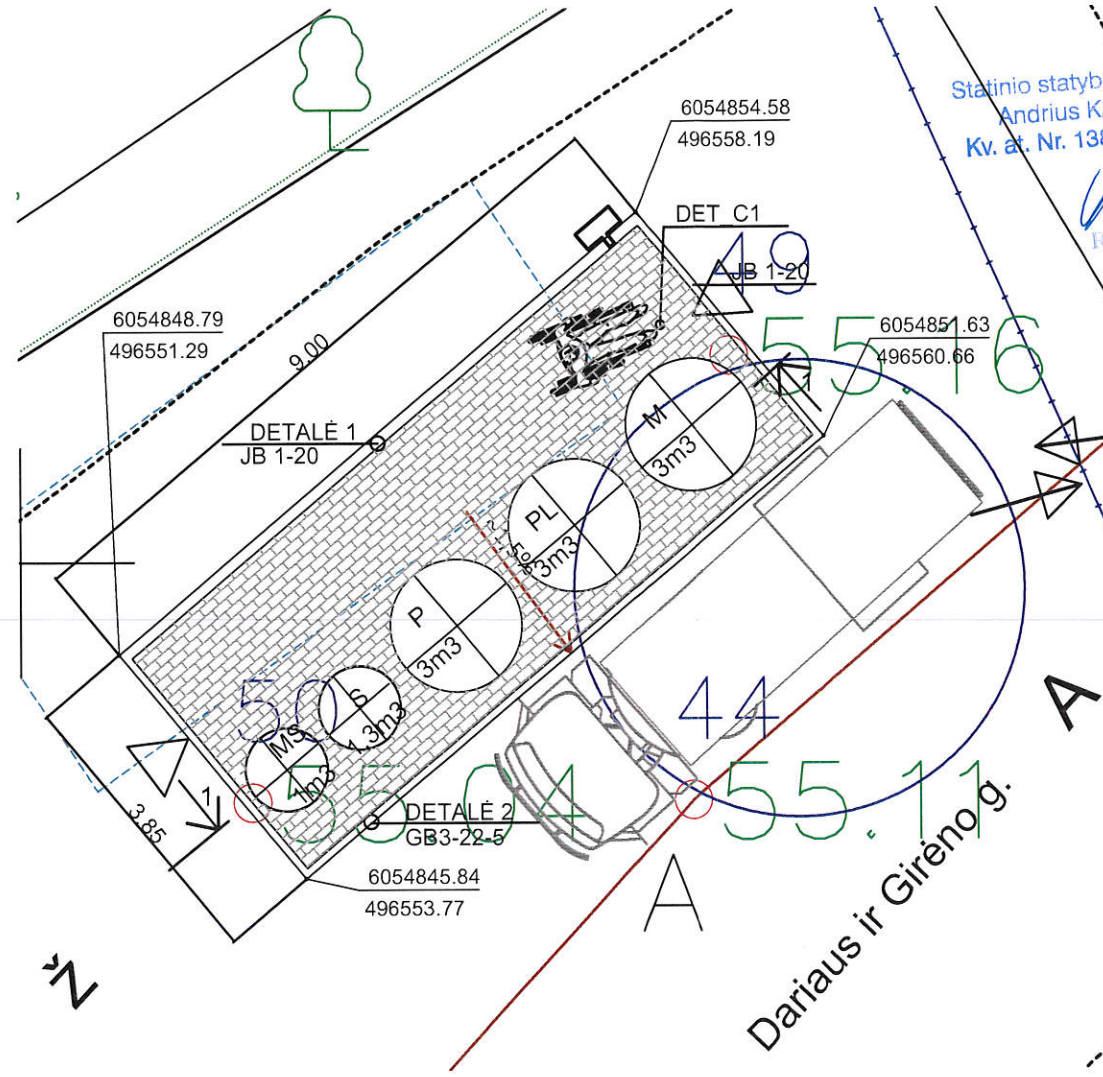 6054854.58
496558.19
Statinio statyb
Andrius K
Kv. at. Nr. 138
DET C1
49
JB 1-20
6054848.79
496551.29
9.00
6054851.63
496560.66
55.16
1
DETALĖ 1
JB 1-20
M
3m3
PL
3m3
P
3m3
S
1,3m3
MS
1m3
50
44
A
1
3.85
55.04
55.11
DETALĖ 2
GB3-22-5
6054845.84
496553.77
A
Ž
Dariaus ir Girėno g.